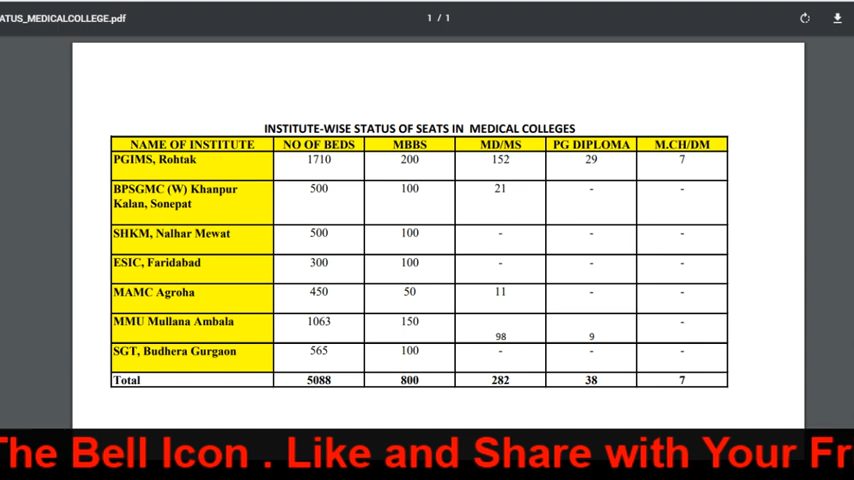 ATUS_MEDICALCOLLEGE.pdf 1 / 1
INSTITUTE-WISE STATUS OF SEATS IN MEDICAL COLLEGES
NAME OF INSTITUTE NO OF BEDS MBBS MD/MS PG DIPLOMA M.CH/DM
PGIMS, Rohtak 1710 200 152 29 7
BPSGMC (W) Khanpur 500 100 21 - -
Kalan, Sonepat
SHKM, Nalhar Mewat 500 100 - - -
ESIC, Faridabad 300 100 - - -
MAMC Agroha 450 50 11 - -
MMU Mullana Ambala 1063 150 98 9 -
SGT, Budhera Gurgaon 565 100 - - -
Total 5088 800 282 38 7
The Bell Icon . Like and Share with Your Fr